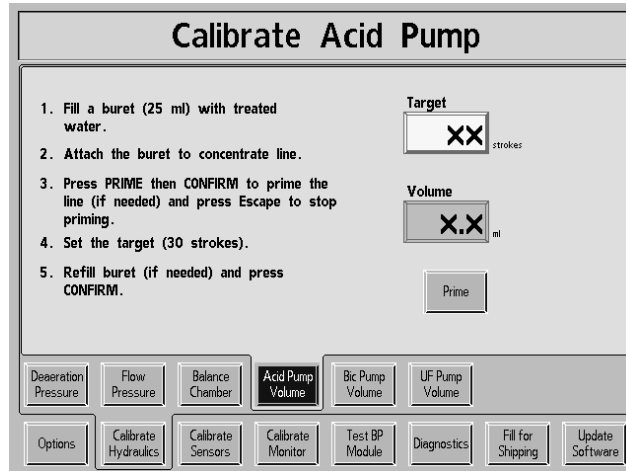 Calibrate Acid Pump
1. Fill a buret (25 ml) with treated
water.
2. Attach the buret to concentrate line.
3. Press PRIME then CONFIRM to prime the
line (if needed) and press Escape to stop
priming.
4. Set the target (30 strokes).
5. Refill buret (if needed) and press
CONFIRM.
Target
XX strokes
Volume
X.X ml
Prime
Deaeration Pressure
Flow Pressure
Balance Chamber
Acid Pump Volume
Bic Pump Volume
UF Pump Volume
Options
Calibrate Hydraulics
Calibrate Sensors
Calibrate Monitor
Test BP Module
Diagnostics
Fill for Shipping
Update Software